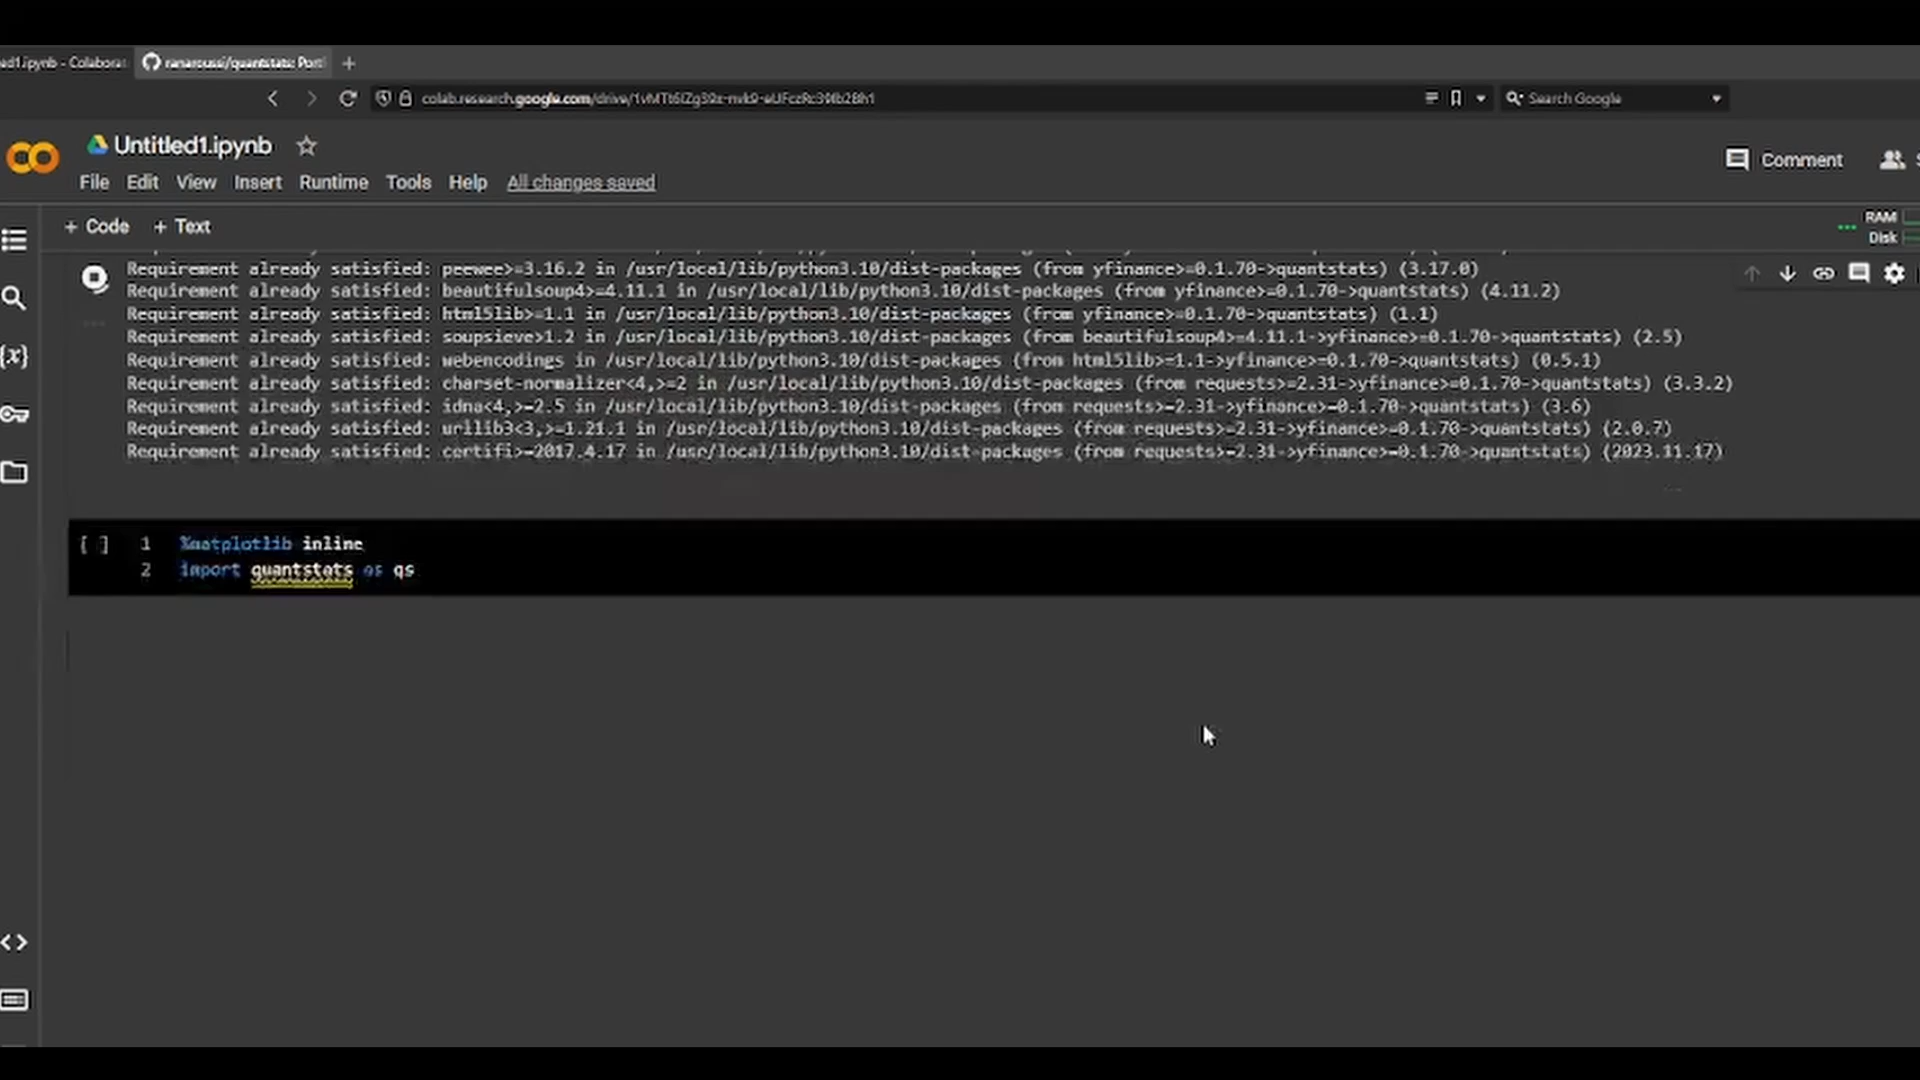 ed1.ipynb - Colaborat
ranaroussi/quantstats: Portf
Search Google
Untitled1.ipynb
Comment
File Edit View Insert Runtime Tools Help All changes saved
+ Code + Text
RAM
Disk
Requirement already satisfied: peewee>=3.16.2 in /usr/local/lib/python3.10/dist-packages (from yfinance>=0.1.70->quantstats) (3.17.0)
Requirement already satisfied: beautifulsoup4>=4.11.1 in /usr/local/lib/python3.10/dist-packages (from yfinance>=0.1.70->quantstats) (4.11.2)
Requirement already satisfied: html5lib>=1.1 in /usr/local/lib/python3.10/dist-packages (from yfinance>=0.1.70->quantstats) (1.1)
Requirement already satisfied: soupsieve>1.2 in /usr/local/lib/python3.10/dist-packages (from beautifulsoup4>=4.11.1->yfinance>=0.1.70->quantstats) (2.5)
Requirement already satisfied: webencodings in /usr/local/lib/python3.10/dist-packages (from html5lib>=1.1->yfinance>=0.1.70->quantstats) (0.5.1)
Requirement already satisfied: charset-normalizer<4,>=2 in /usr/local/lib/python3.10/dist-packages (from requests>=2.31->yfinance>=0.1.70->quantstats) (3.3.2)
Requirement already satisfied: idna<4,>=2.5 in /usr/local/lib/python3.10/dist-packages (from requests>=2.31->yfinance>=0.1.70->quantstats) (3.6)
Requirement already satisfied: urllib3<3,>=1.21.1 in /usr/local/lib/python3.10/dist-packages (from requests>=2.31->yfinance>=0.1.70->quantstats) (2.0.7)
Requirement already satisfied: certifi>=2017.4.17 in /usr/local/lib/python3.10/dist-packages (from requests>=2.31->yfinance>=0.1.70->quantstats) (2023.11.17)
[ ] 1 %matplotlib inline
2 import quantstats as qs